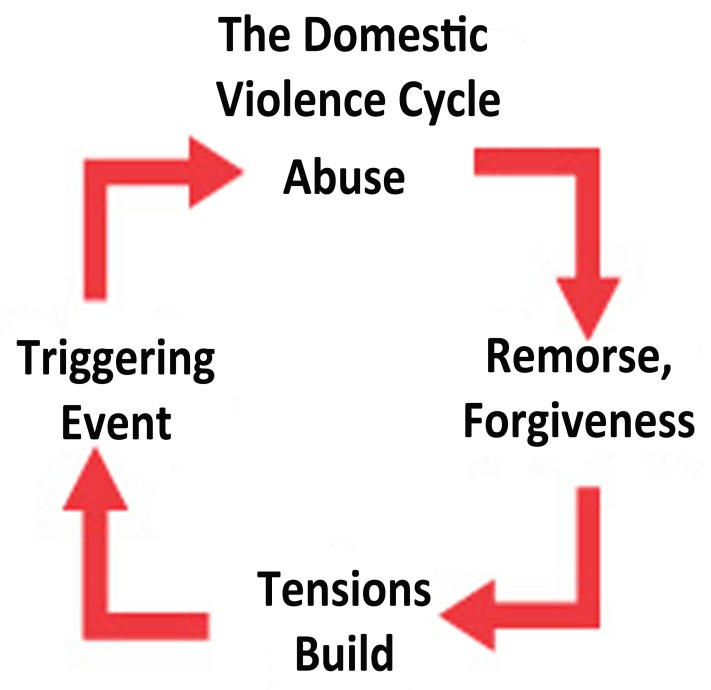 The Domestic
Violence Cycle
Abuse
Remorse,
Forgiveness
Tensions
Build
Triggering
Event